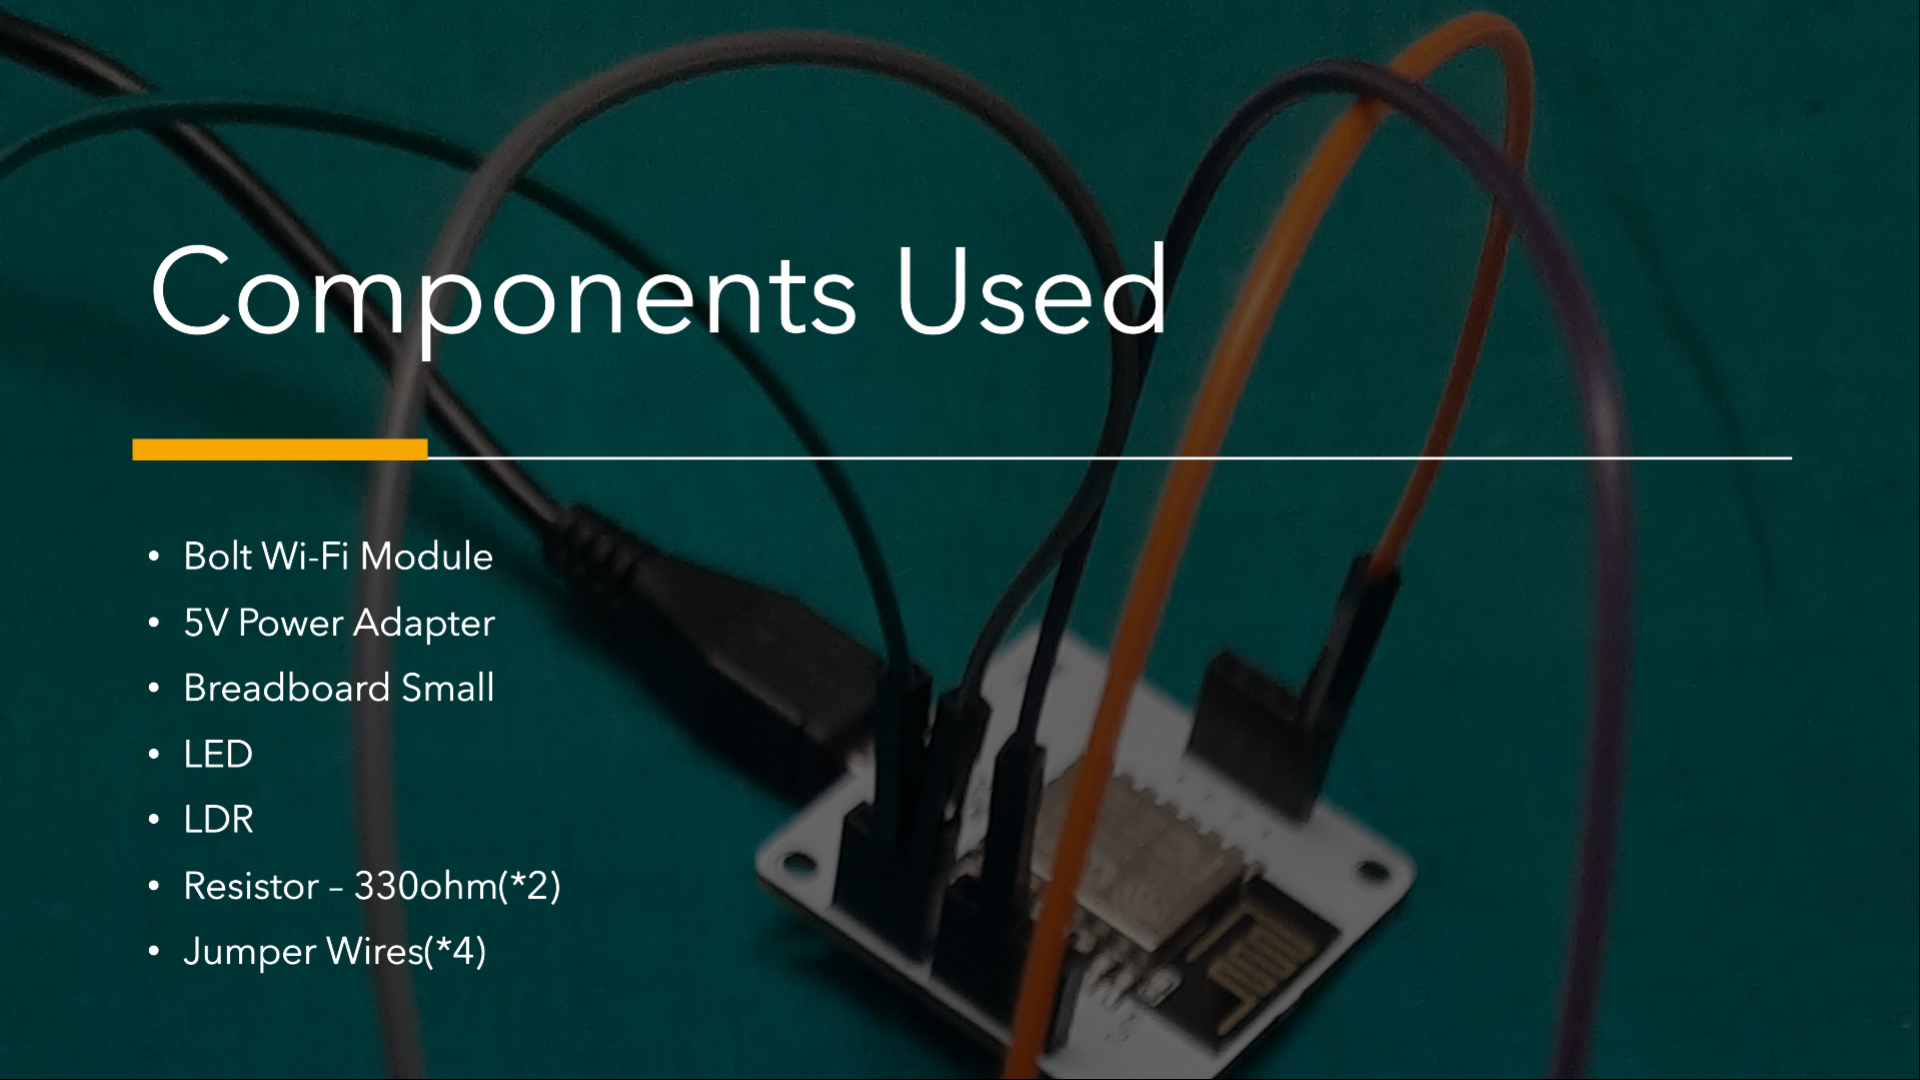 Components Used
• Bolt Wi-Fi Module
• 5V Power Adapter
• Breadboard Small
• LED
• LDR
• Resistor – 330ohm(*2)
• Jumper Wires(*4)